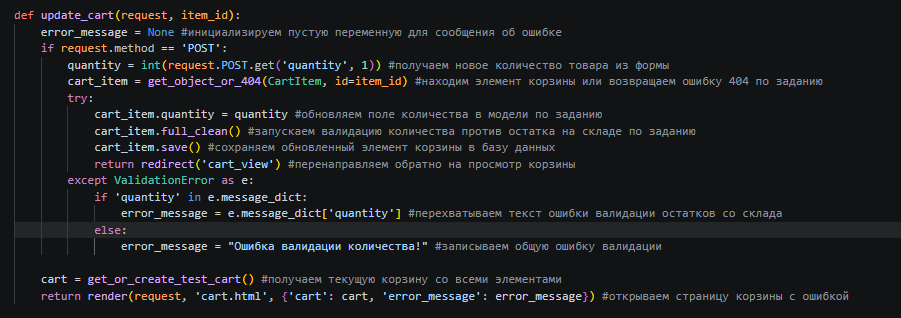 def update_cart(request, item_id):
    error_message = None #инициализируем пустую переменную для сообщения об ошибке
    if request.method == 'POST':
        quantity = int(request.POST.get('quantity', 1)) #получаем новое количество товара из формы
        cart_item = get_object_or_404(CartItem, id=item_id) #находим элемент корзины или возвращаем ошибку 404 по заданию
        try:
            cart_item.quantity = quantity #обновляем поле количества в модели по заданию
            cart_item.full_clean() #запускаем валидацию количества против остатка на складе по заданию
            cart_item.save() #сохраняем обновленный элемент корзины в базу данных
            return redirect('cart_view') #перенаправляем обратно на просмотр корзины
        except ValidationError as e:
            if 'quantity' in e.message_dict:
                error_message = e.message_dict['quantity'] #перехватываем текст ошибки валидации остатков со склада
            else:
                error_message = "Ошибка валидации количества!" #записываем общую ошибку валидации
    cart = get_or_create_test_cart() #получаем текущую корзину со всеми элементами
    return render(request, 'cart.html', {'cart': cart, 'error_message': error_message}) #открываем страницу корзины с ошибкой